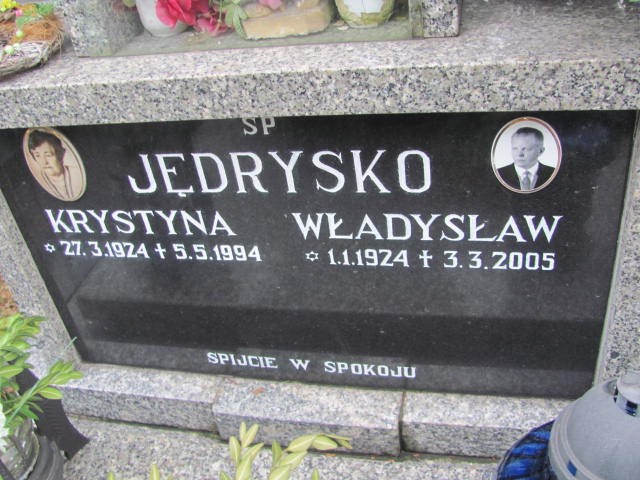 SP
JĘDRYSKO
KRYSTYNA WŁADYSŁAW
✡ 27.3.1924 ✝ 5.5.1994 ✡ 1.1.1924 ✝ 3.3.2005
SPIJCIE W SPOKOJU